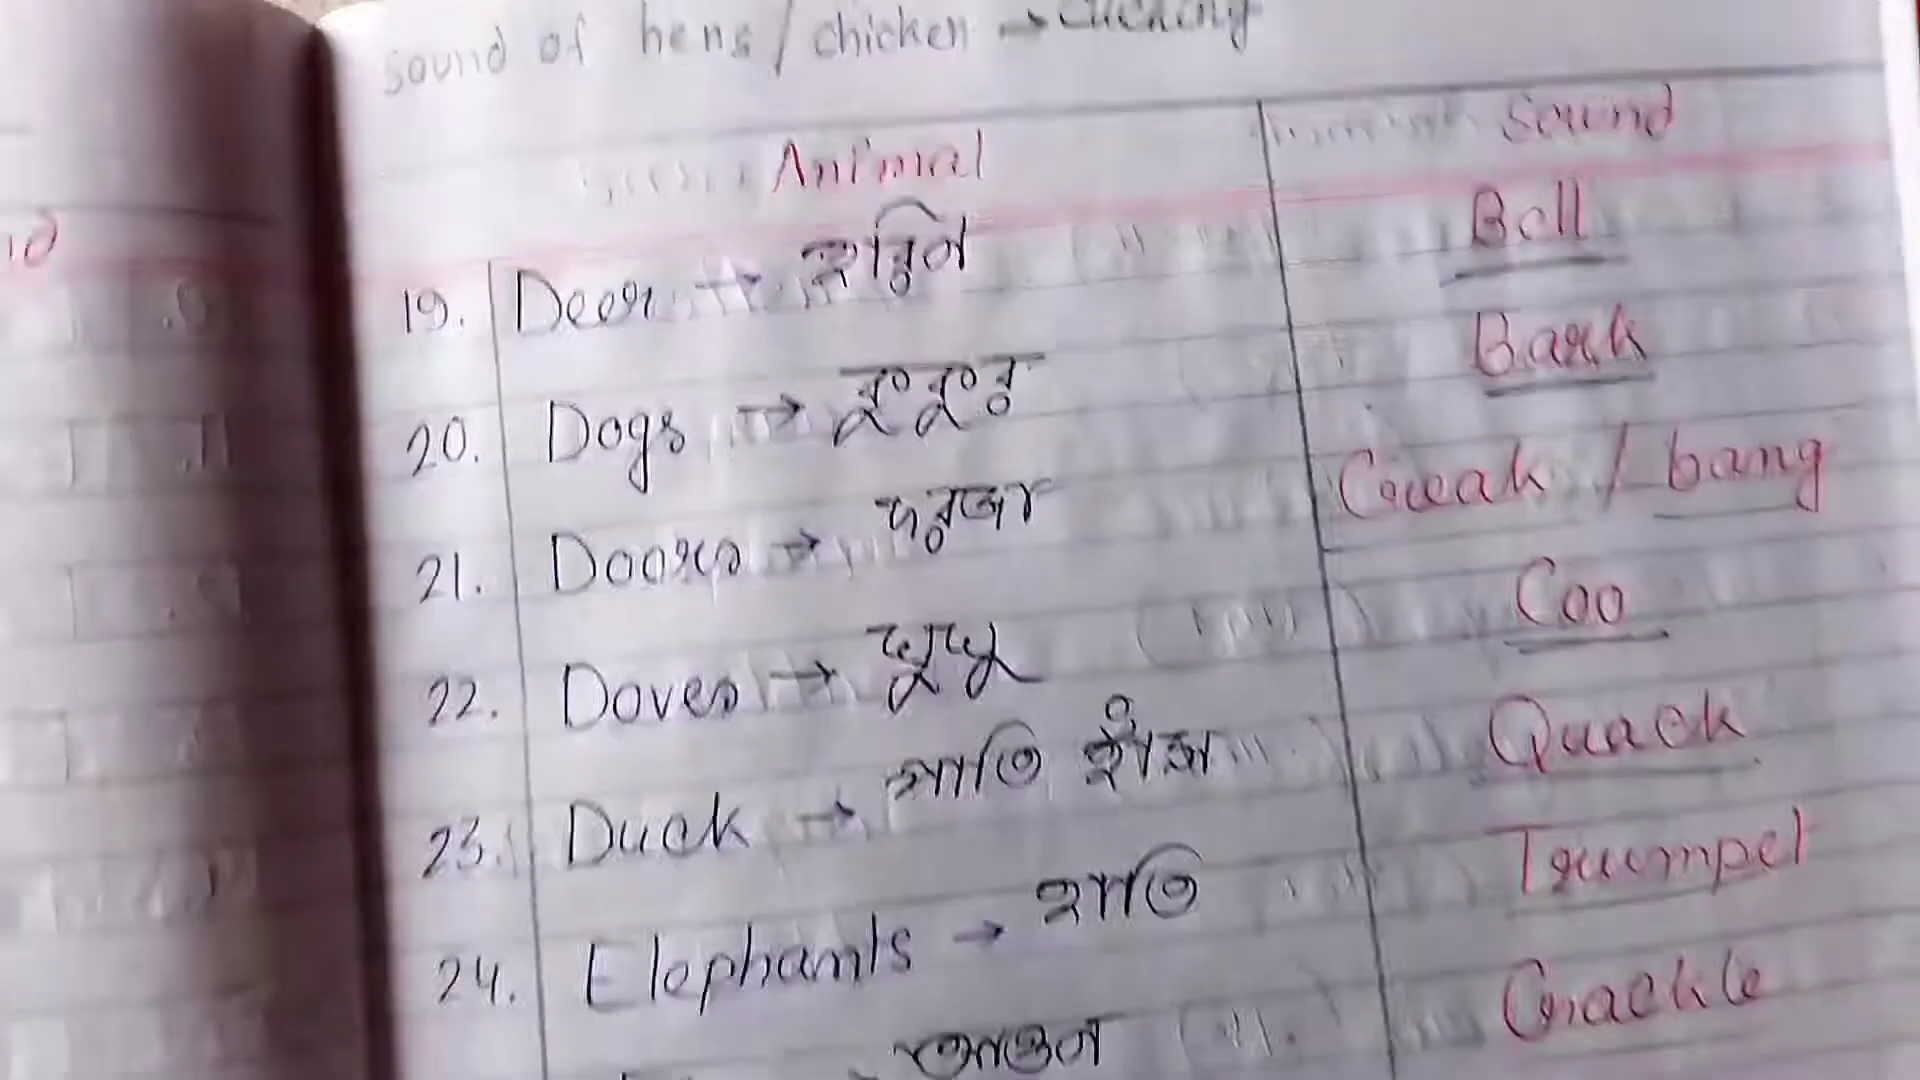 sound of hens / chicken → clucking
Animal Sound
19. Deer → হরিন Bell
20. Dogs → কুকুর Bark
21. Doors → দরজা Creak / bang
22. Doves → ঘুঘু Coo
23. Duck → পাতি হাঁস Quack
24. Elephants → হাতি Trumpet
আগুন Crackle